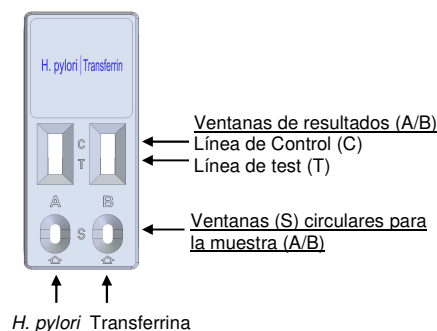 H. pylori Transferrin
C
T
A B
S
Ventanas de resultados (A/B)
Línea de Control (C)
Línea de test (T)
Ventanas (S) circulares para
la muestra (A/B)
H. pylori Transferrina